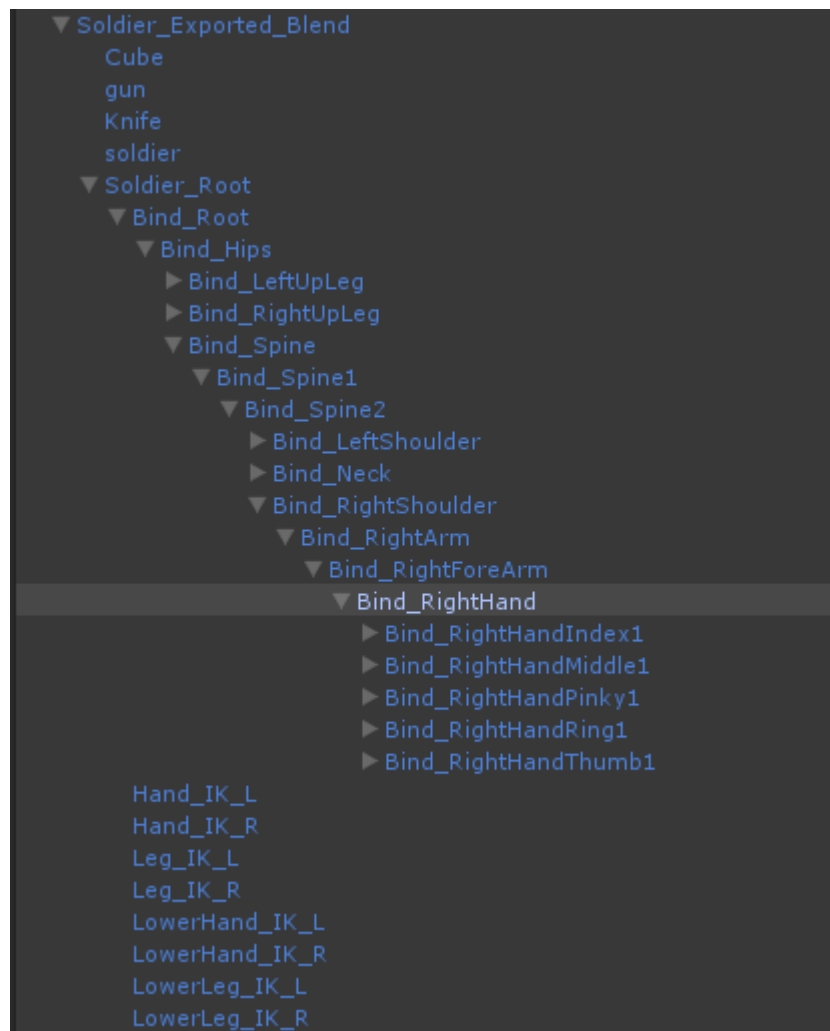 Soldier_Exported_Blend
Cube
gun
Knife
soldier
Soldier_Root
Bind_Root
Bind_Hips
Bind_LeftUpLeg
Bind_RightUpLeg
Bind_Spine
Bind_Spine1
Bind_Spine2
Bind_LeftShoulder
Bind_Neck
Bind_RightShoulder
Bind_RightArm
Bind_RightForeArm
Bind_RightHand
Bind_RightHandIndex1
Bind_RightHandMiddle1
Bind_RightHandPinky1
Bind_RightHandRing1
Bind_RightHandThumb1
Hand_IK_L
Hand_IK_R
Leg_IK_L
Leg_IK_R
LowerHand_IK_L
LowerHand_IK_R
LowerLeg_IK_L
LowerLeg_IK_R